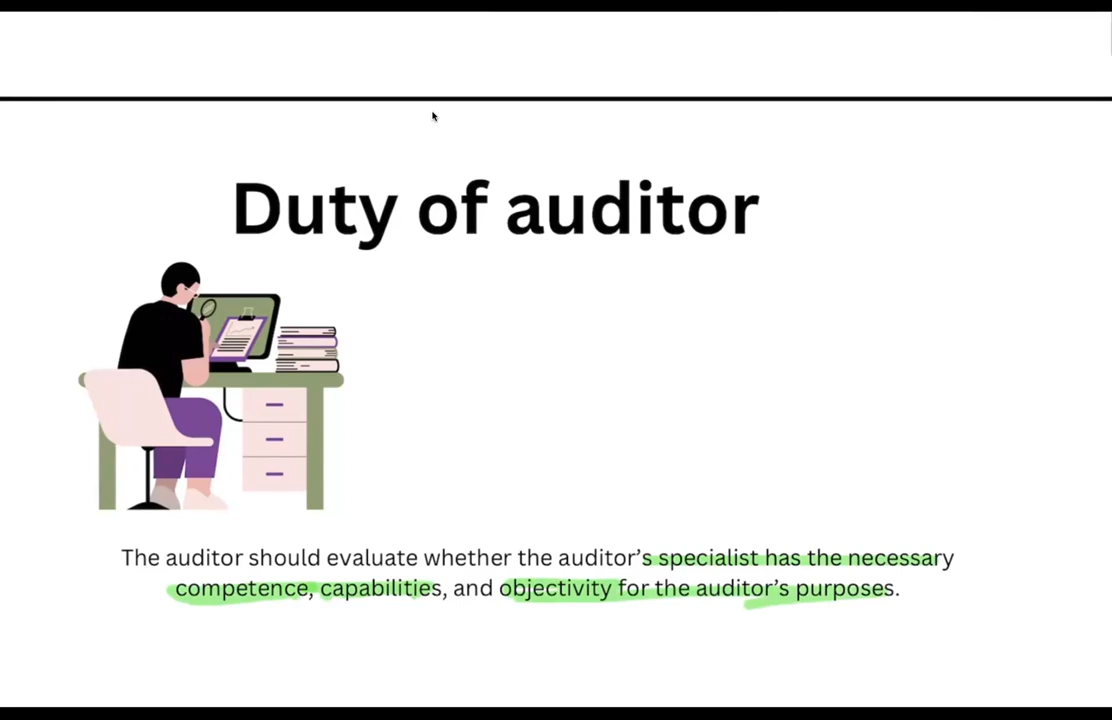 Duty of auditor
The auditor should evaluate whether the auditor’s specialist has the necessary
competence, capabilities, and objectivity for the auditor’s purposes.